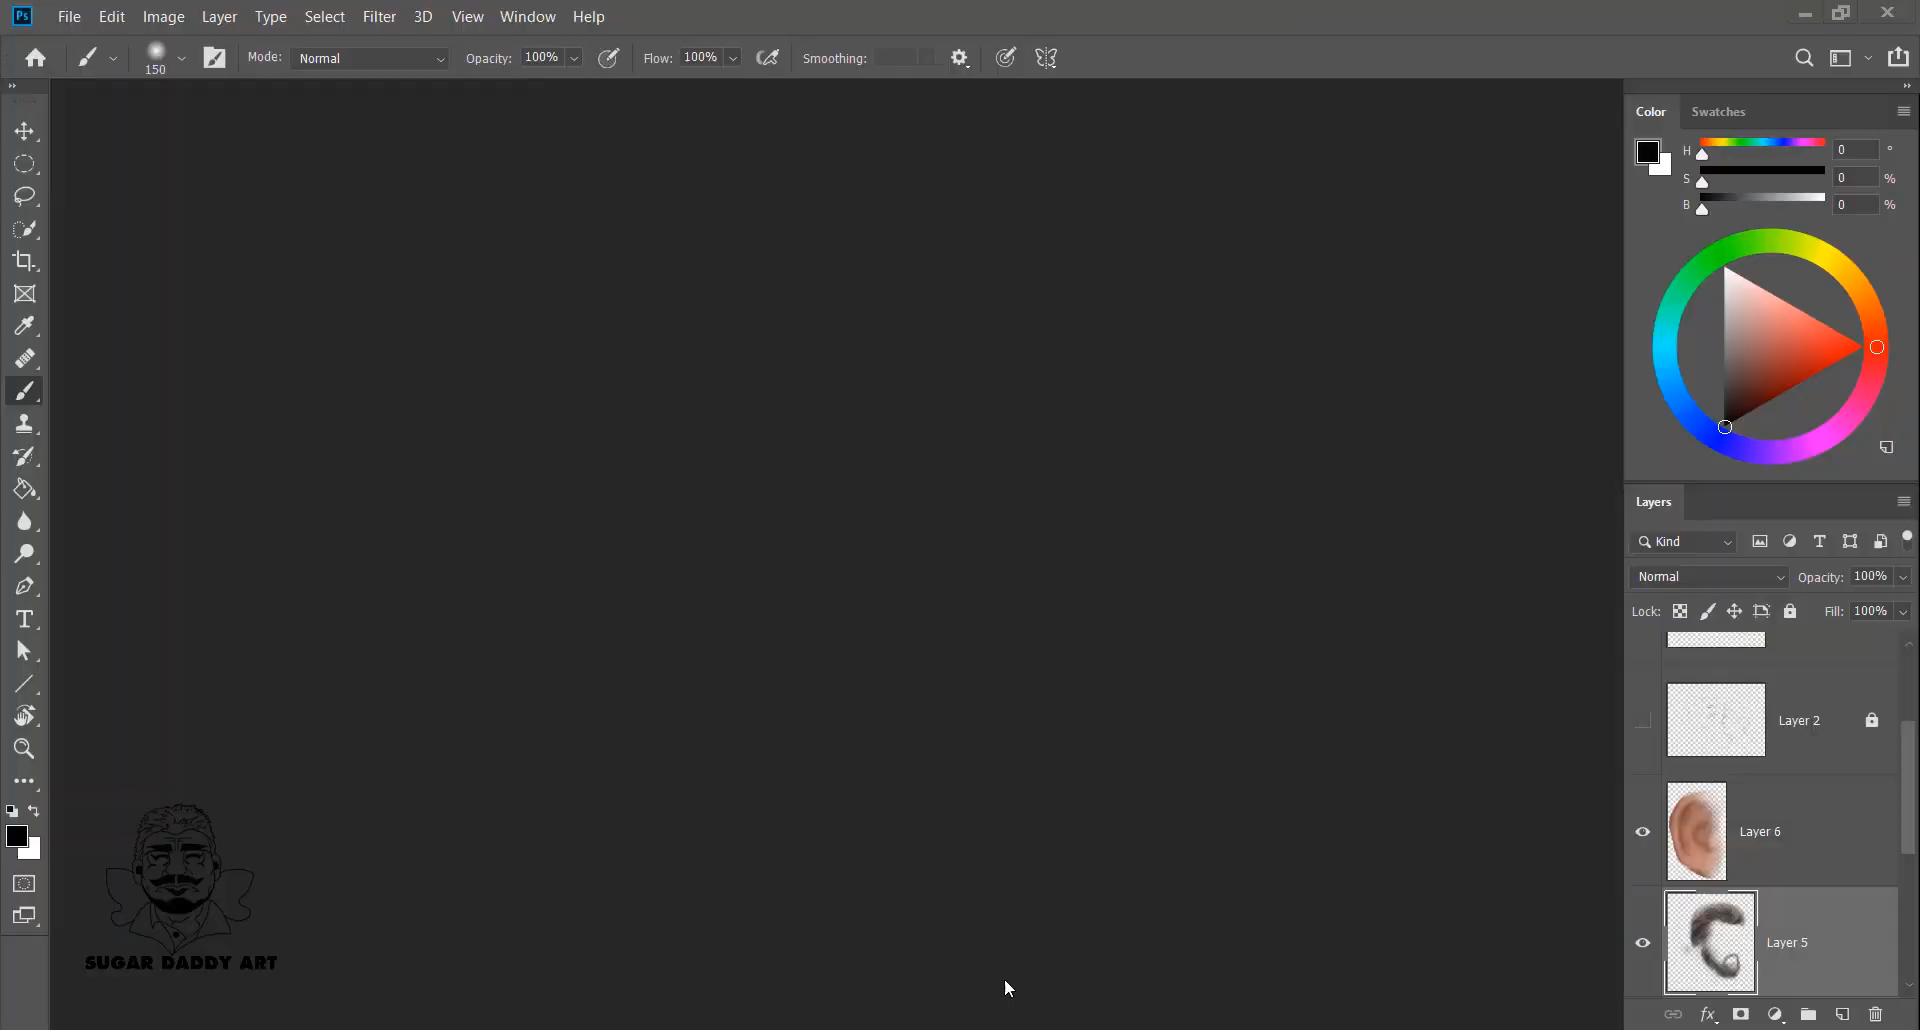 Ps File Edit Image Layer Type Select Filter 3D View Window Help
150 Mode: Normal Opacity: 100% Flow: 100% Smoothing:
Color Swatches
H 0 °
S 0 %
B 0 %
Layers
Kind
Normal Opacity: 100%
Lock: Fill: 100%
Layer 2
Layer 6
Layer 5
fx
SUGAR DADDY ART